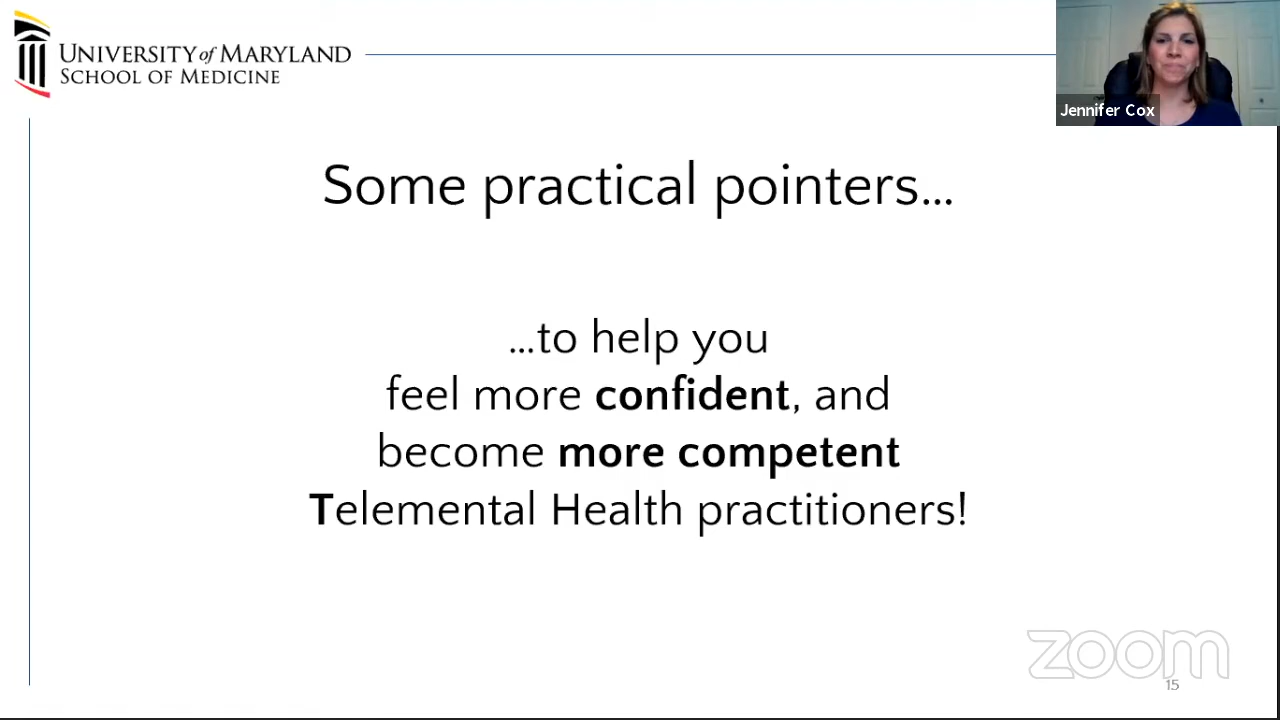 UNIVERSITY of MARYLAND
SCHOOL OF MEDICINE
Jennifer Cox
Some practical pointers...
...to help you
feel more confident, and
become more competent
Telemental Health practitioners!
zoom
15